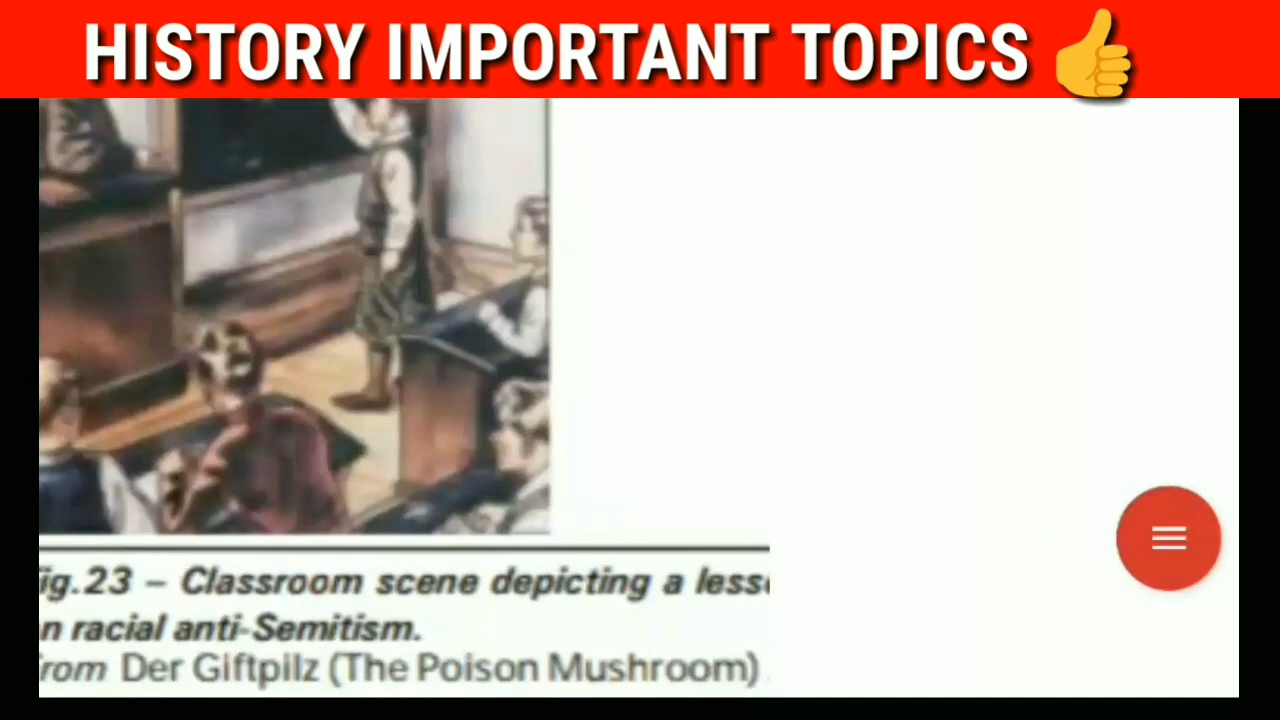 HISTORY IMPORTANT TOPICS 👍
ig.23 – Classroom scene depicting a less
n racial anti-Semitism.
rom Der Giftpilz (The Poison Mushroom)